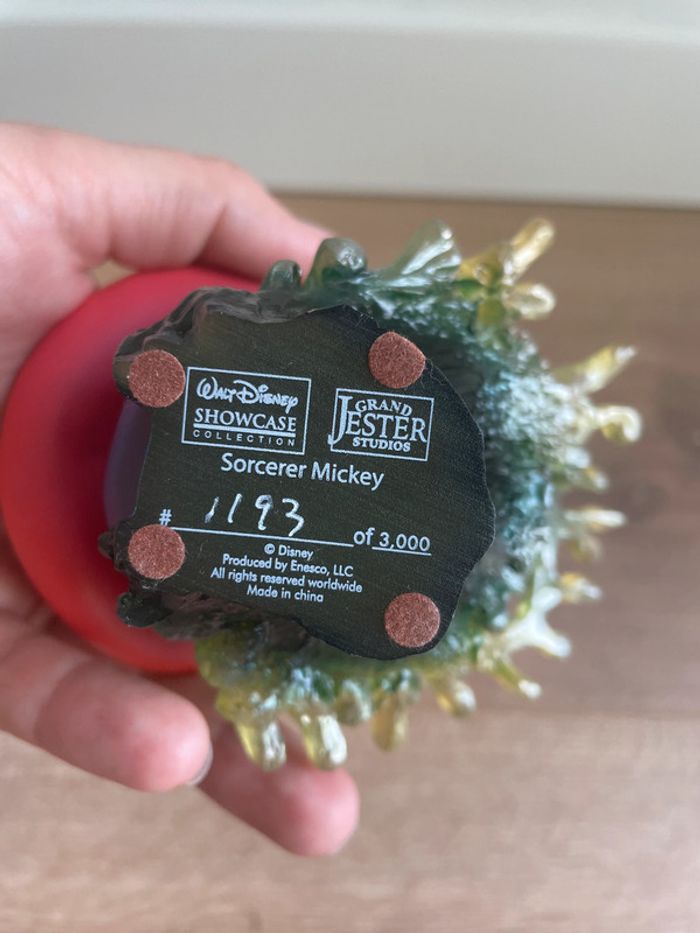 Walt Disney
SHOWCASE
COLLECTION
GRAND
JESTER
STUDIOS
Sorcerer Mickey
# 1193 of 3,000
© Disney
Produced by Enesco, LLC
All rights reserved worldwide
Made in china